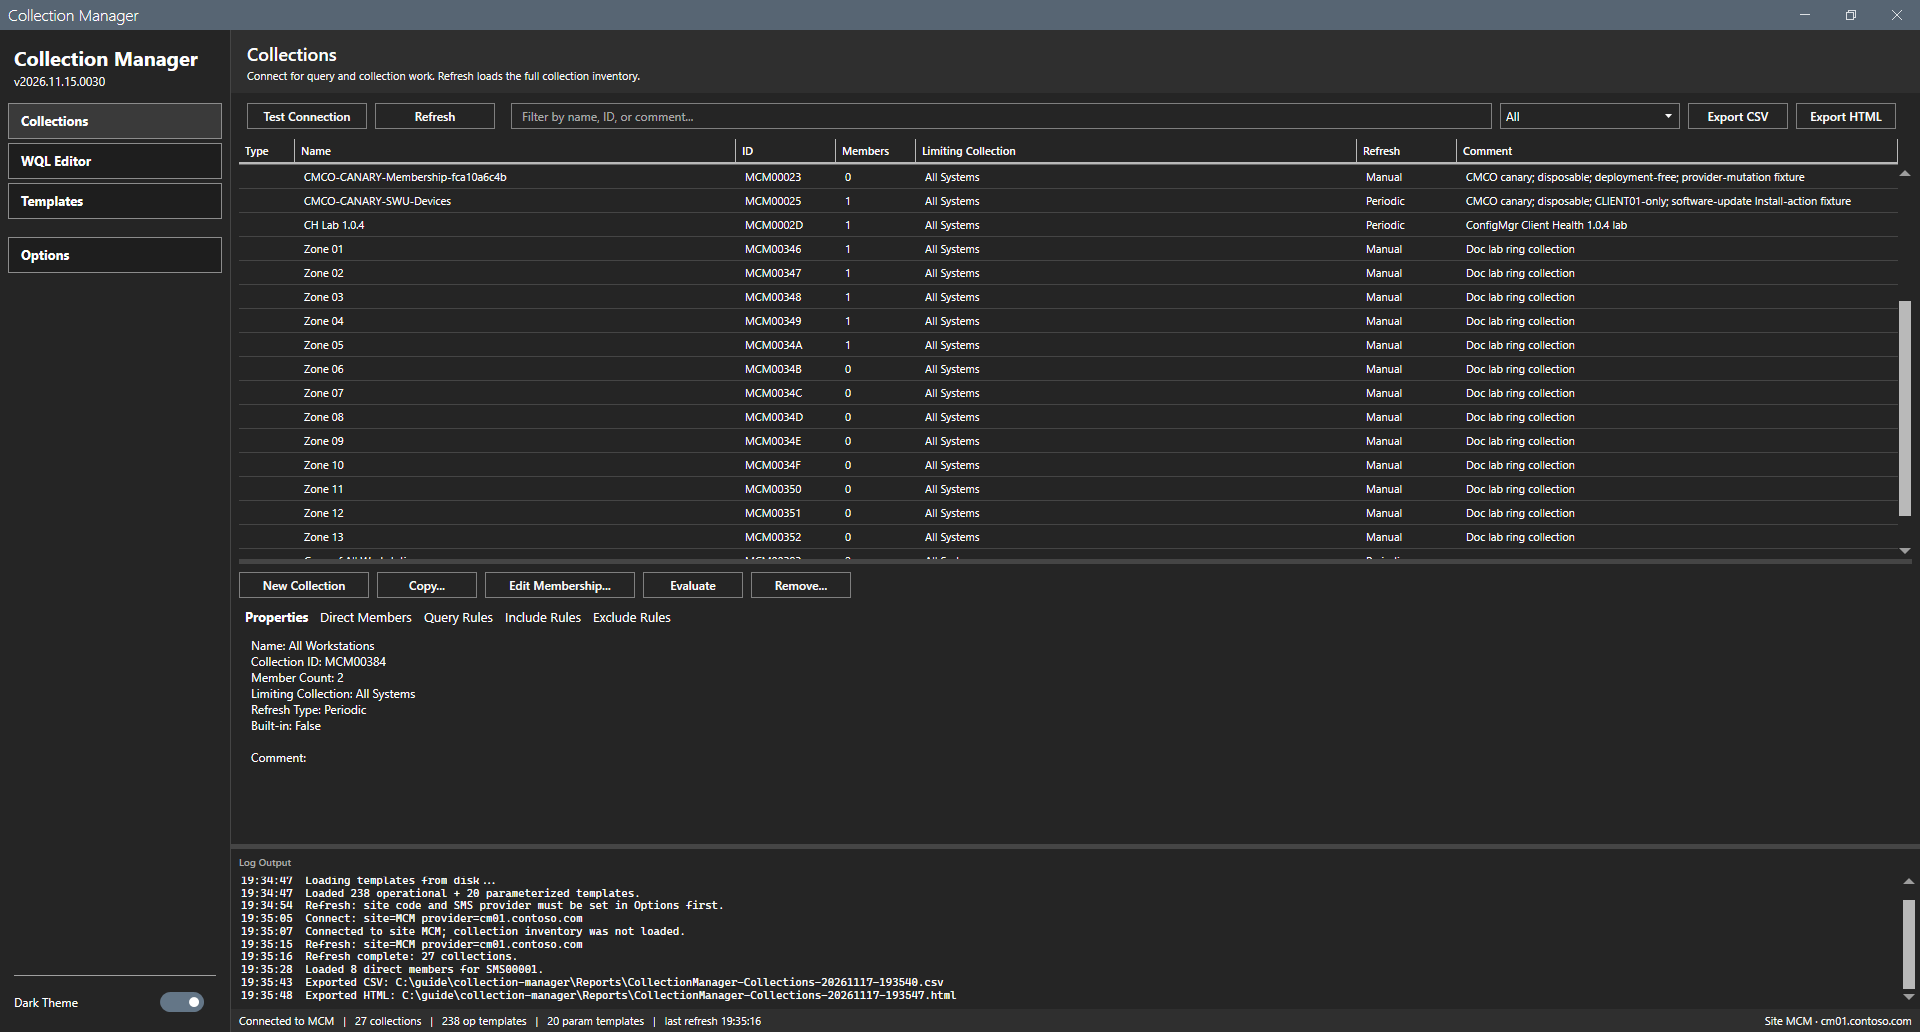 Collection Manager
Collection Manager
v2026.11.15.0030
Collections
WQL Editor
Templates
Options
Dark Theme
Collections
Connect for query and collection work. Refresh loads the full collection inventory.
Test Connection Refresh Filter by name, ID, or comment... All Export CSV Export HTML
Type Name ID Members Limiting Collection Refresh Comment
CMCO-CANARY-Membership-fca10a6c4b MCM00023 0 All Systems Manual CMCO canary; disposable; deployment-free; provider-mutation fixture
CMCO-CANARY-SWU-Devices MCM00025 1 All Systems Periodic CMCO canary; disposable; CLIENT01-only; software-update Install-action fixture
CH Lab 1.0.4 MCM0002D 1 All Systems Periodic ConfigMgr Client Health 1.0.4 lab
Zone 01 MCM00346 1 All Systems Manual Doc lab ring collection
Zone 02 MCM00347 1 All Systems Manual Doc lab ring collection
Zone 03 MCM00348 1 All Systems Manual Doc lab ring collection
Zone 04 MCM00349 1 All Systems Manual Doc lab ring collection
Zone 05 MCM0034A 1 All Systems Manual Doc lab ring collection
Zone 06 MCM0034B 0 All Systems Manual Doc lab ring collection
Zone 07 MCM0034C 0 All Systems Manual Doc lab ring collection
Zone 08 MCM0034D 0 All Systems Manual Doc lab ring collection
Zone 09 MCM0034E 0 All Systems Manual Doc lab ring collection
Zone 10 MCM0034F 0 All Systems Manual Doc lab ring collection
Zone 11 MCM00350 0 All Systems Manual Doc lab ring collection
Zone 12 MCM00351 0 All Systems Manual Doc lab ring collection
Zone 13 MCM00352 0 All Systems Manual Doc lab ring collection
New Collection Copy... Edit Membership... Evaluate Remove...
Properties Direct Members Query Rules Include Rules Exclude Rules
Name: All Workstations
Collection ID: MCM00384
Member Count: 2
Limiting Collection: All Systems
Refresh Type: Periodic
Built-in: False
Comment:
Log Output
19:34:47 Loading templates from disk...
19:34:47 Loaded 238 operational + 20 parameterized templates.
19:34:54 Refresh: site code and SMS provider must be set in Options first.
19:35:05 Connect: site=MCM provider=cm01.contoso.com
19:35:07 Connected to site MCM; collection inventory was not loaded.
19:35:15 Refresh: site=MCM provider=cm01.contoso.com
19:35:16 Refresh complete: 27 collections.
19:35:28 Loaded 8 direct members for SMS00001.
19:35:43 Exported CSV: C:\guide\collection-manager\Reports\CollectionManager-Collections-20261117-193540.csv
19:35:48 Exported HTML: C:\guide\collection-manager\Reports\CollectionManager-Collections-20261117-193547.html
Connected to MCM | 27 collections | 238 op templates | 20 param templates | last refresh 19:35:16
Site MCM · cm01.contoso.com